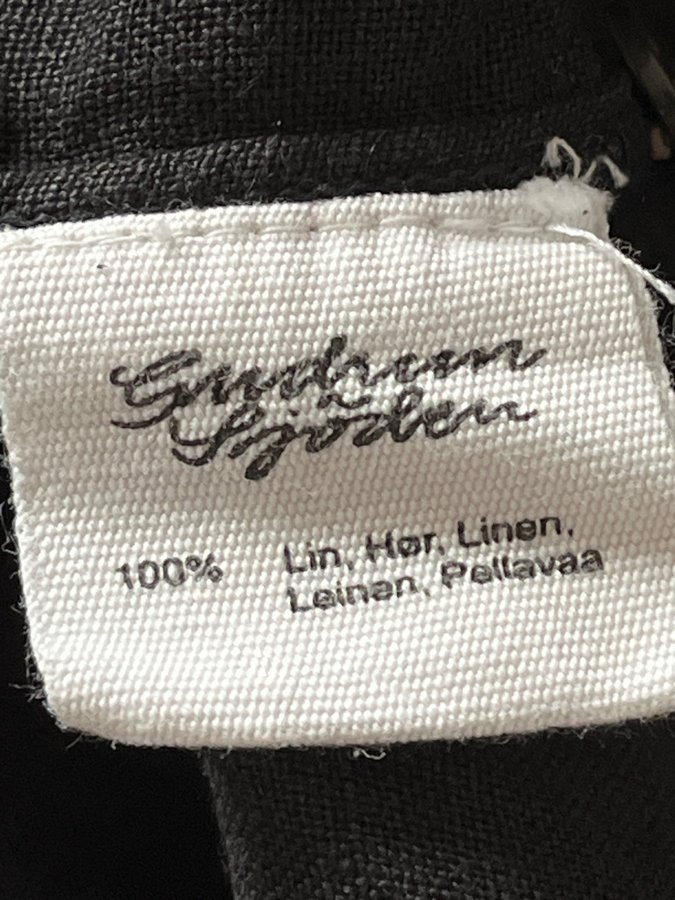 Gudrun
Sjödén
100% Lin, Hør, Linen,
Leinen, Pellavaa